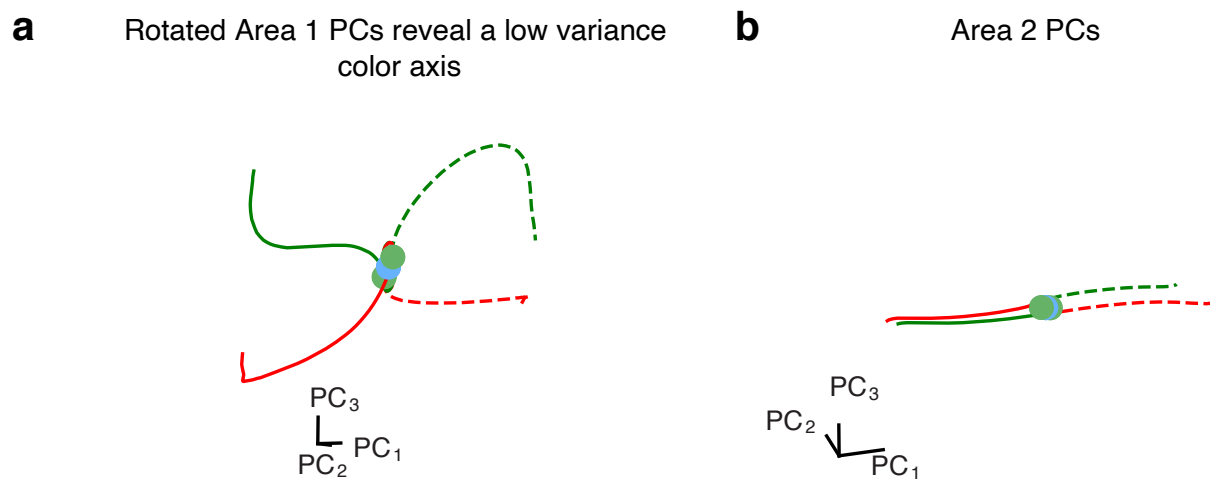 a
Rotated Area 1 PCs reveal a low variance
color axis
PC3
PC1
PC2
b
Area 2 PCs
PC3
PC2
PC1